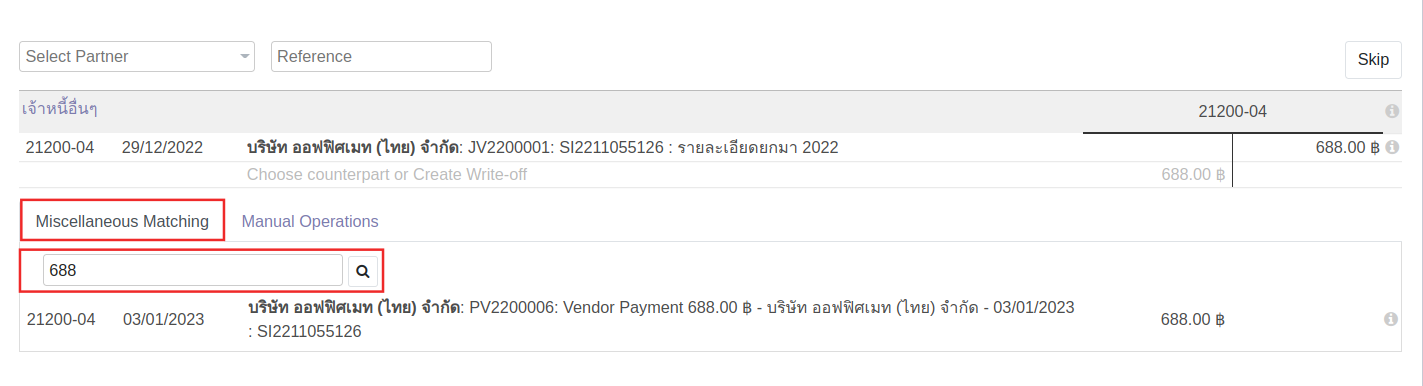 Select Partner Reference Skip
เจ้าหนี้อื่นๆ 21200-04
21200-04 29/12/2022 บริษัท ออฟฟิศเมท (ไทย) จำกัด: JV2200001: SI2211055126 : รายละเอียดยกมา 2022 688.00 ฿
Choose counterpart or Create Write-off 688.00 ฿
Miscellaneous Matching Manual Operations
688
21200-04 03/01/2023 บริษัท ออฟฟิศเมท (ไทย) จำกัด: PV2200006: Vendor Payment 688.00 ฿ - บริษัท ออฟฟิศเมท (ไทย) จำกัด - 03/01/2023 688.00 ฿
: SI2211055126